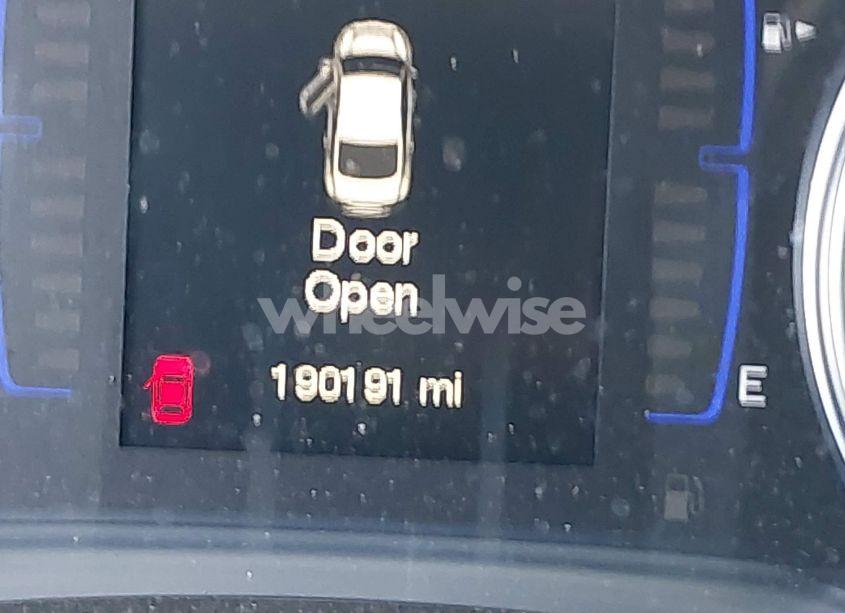 Door
Open
wheelwise
190191 mi
E